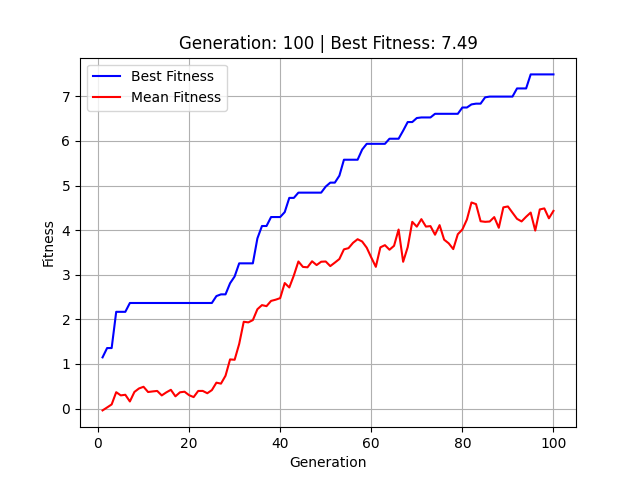 Generation: 100 | Best Fitness: 7.49
Best Fitness
Mean Fitness
7
6
5
4
3
2
1
0
Fitness
0 20 40 60 80 100
Generation